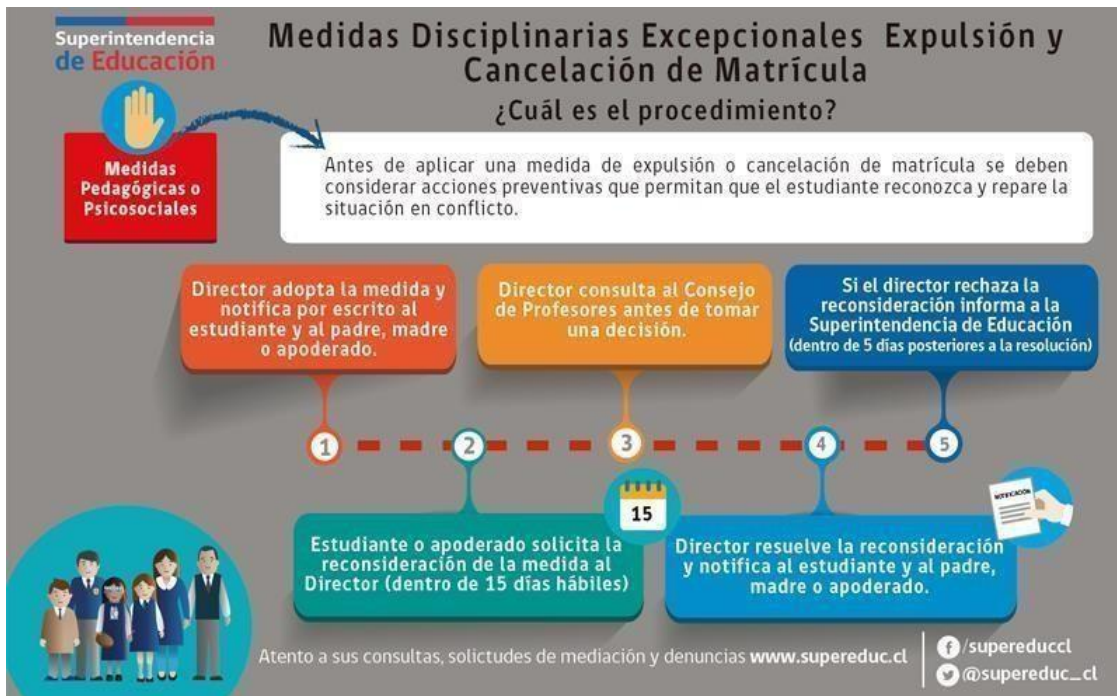 Superintendencia
de Educación
Medidas Disciplinarias Excepcionales Expulsión y
Cancelación de Matrícula
¿Cuál es el procedimiento?
Medidas
Pedagógicas o
Psicosociales
Antes de aplicar una medida de expulsión o cancelación de matrícula se deben
considerar acciones preventivas que permitan que el estudiante reconozca y repare la
situación en conflicto.
Director adopta la medida y
notifica por escrito al
estudiante y al padre, madre
o apoderado.
1
Estudiante o apoderado solicita la
reconsideración de la medida al
Director (dentro de 15 días hábiles)
2
15
Director consulta al Consejo
de Profesores antes de tomar
una decisión.
3
Director resuelve la reconsideración
y notifica al estudiante y al padre,
madre o apoderado.
4
NOTIFICACIÓN
Si el director rechaza la
reconsideración informa a la
Superintendencia de Educación
(dentro de 5 días posteriores a la resolución)
5
Atento a sus consultas, solictudes de mediación y denuncias www.supereduc.cl
/supereduccl
@supereduc_cl